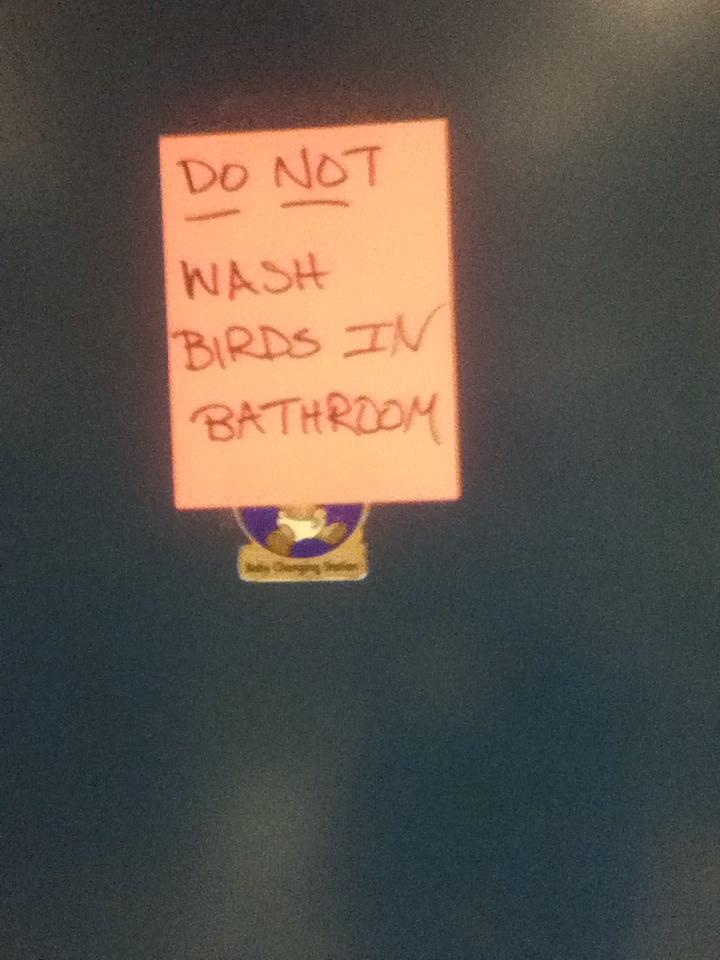 DO NOT
WASH
BIRDS IN
BATHROOM
Baby Changing Station